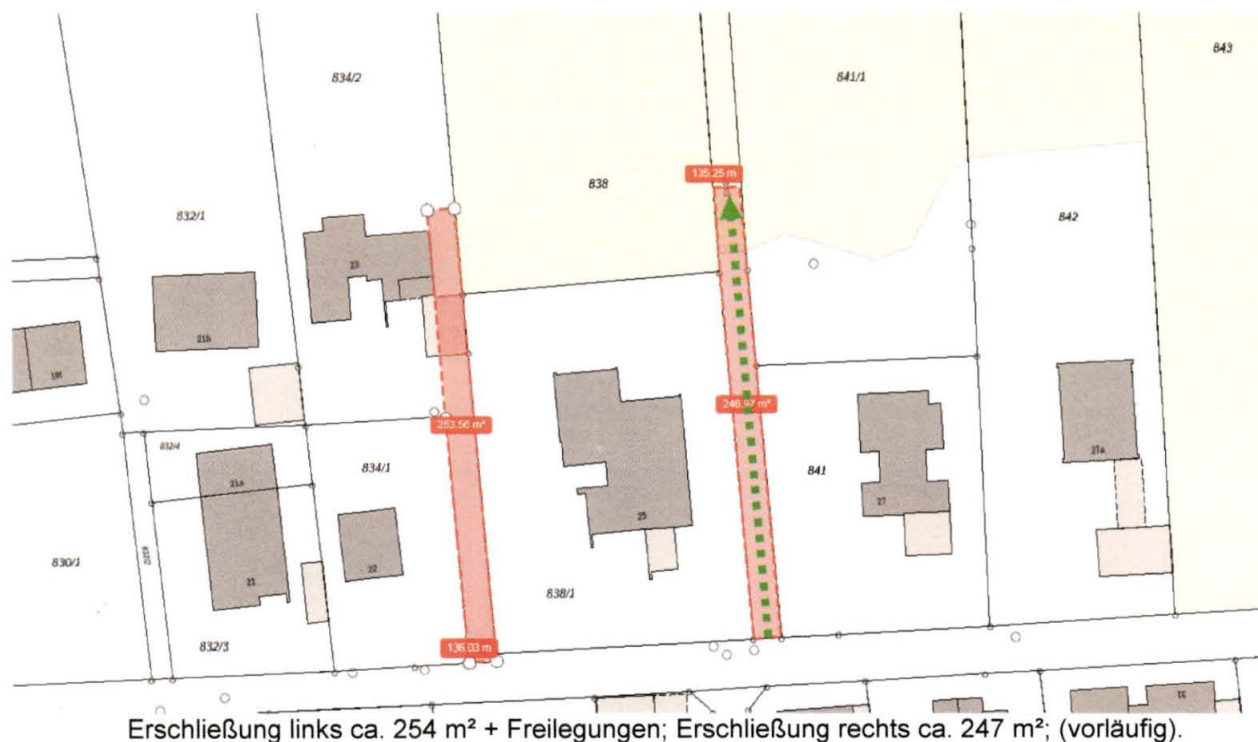 843
834/2
841/1
135.25 m
838
832/1
842
23
21b
246.97 m²
253.56 m²
832/4
834/1
841
27a
21a
27
25
830/1
22
21
838/1
832/3
136.03 m
Erschließung links ca. 254 m² + Freilegungen; Erschließung rechts ca. 247 m²; (vorläufig).